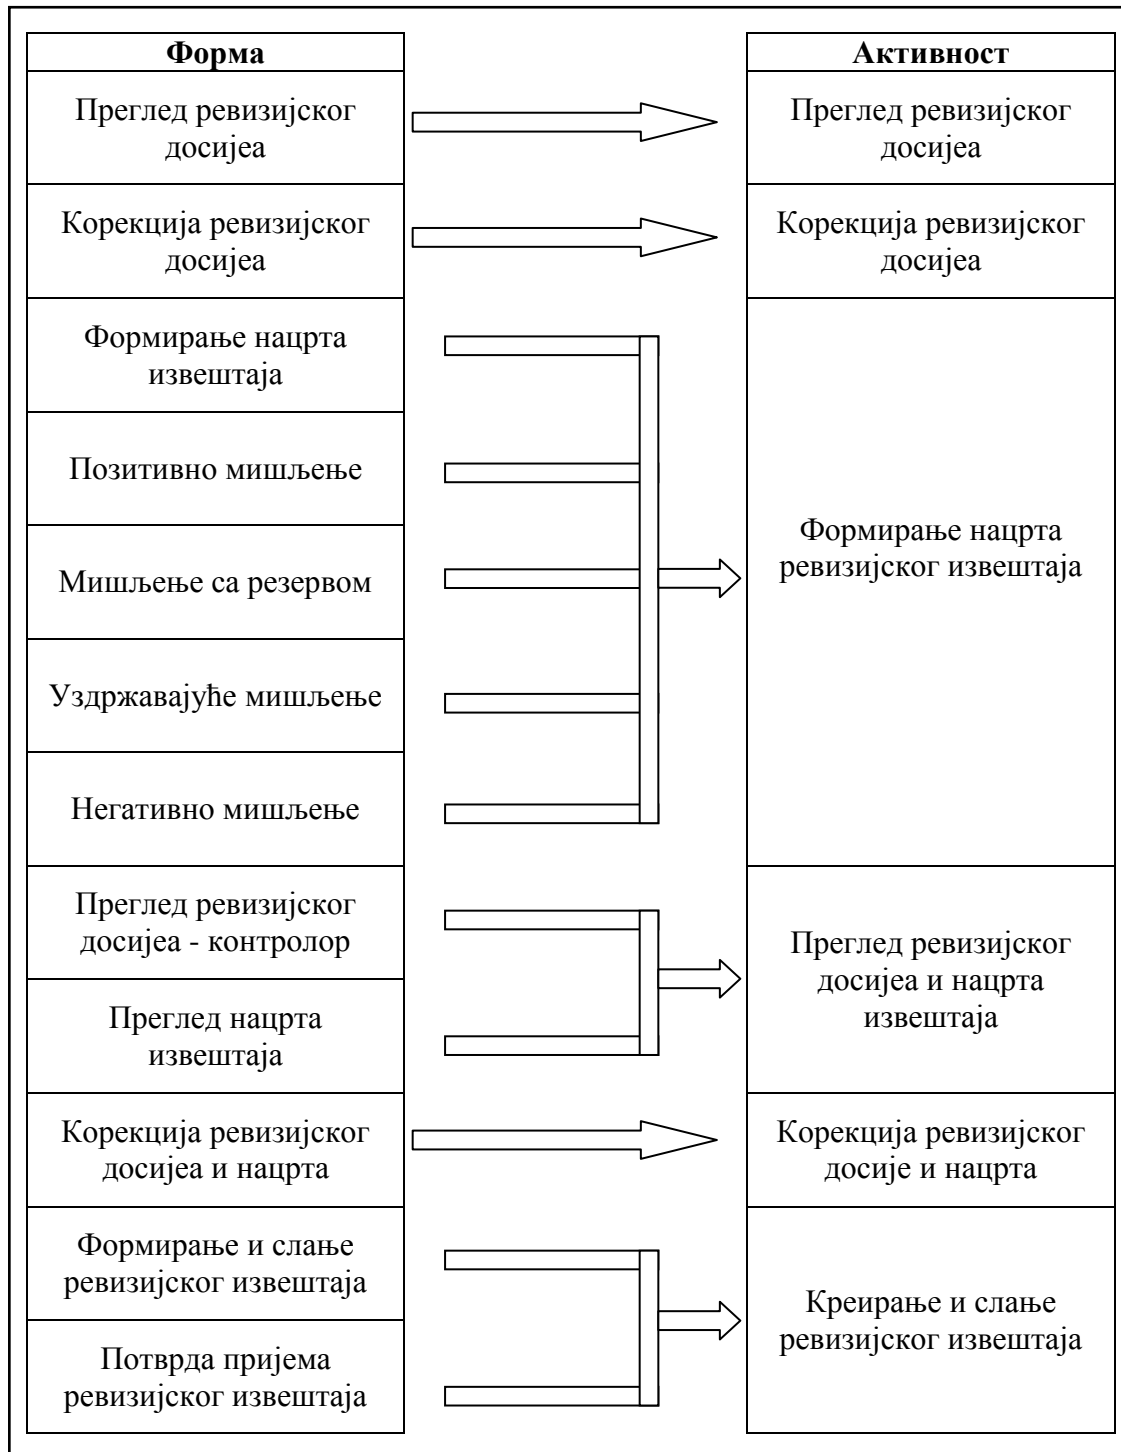 Форма
Активност
Преглед ревизијског
досијеа
Преглед ревизијског
досијеа
Корекција ревизијског
досијеа
Корекција ревизијског
досијеа
Формирање нацрта
извештаја
Позитивно мишљење
Мишљење са резервом
Уздржавајуће мишљење
Негативно мишљење
Формирање нацрта
ревизијског извештаја
Преглед ревизијског
досијеа - контролор
Преглед нацрта
извештаја
Преглед ревизијског
досијеа и нацрта
извештаја
Корекција ревизијског
досијеа и нацрта
Корекција ревизијског
досије и нацрта
Формирање и слање
ревизијског извештаја
Потврда пријема
ревизијског извештаја
Креирање и слање
ревизијског извештаја